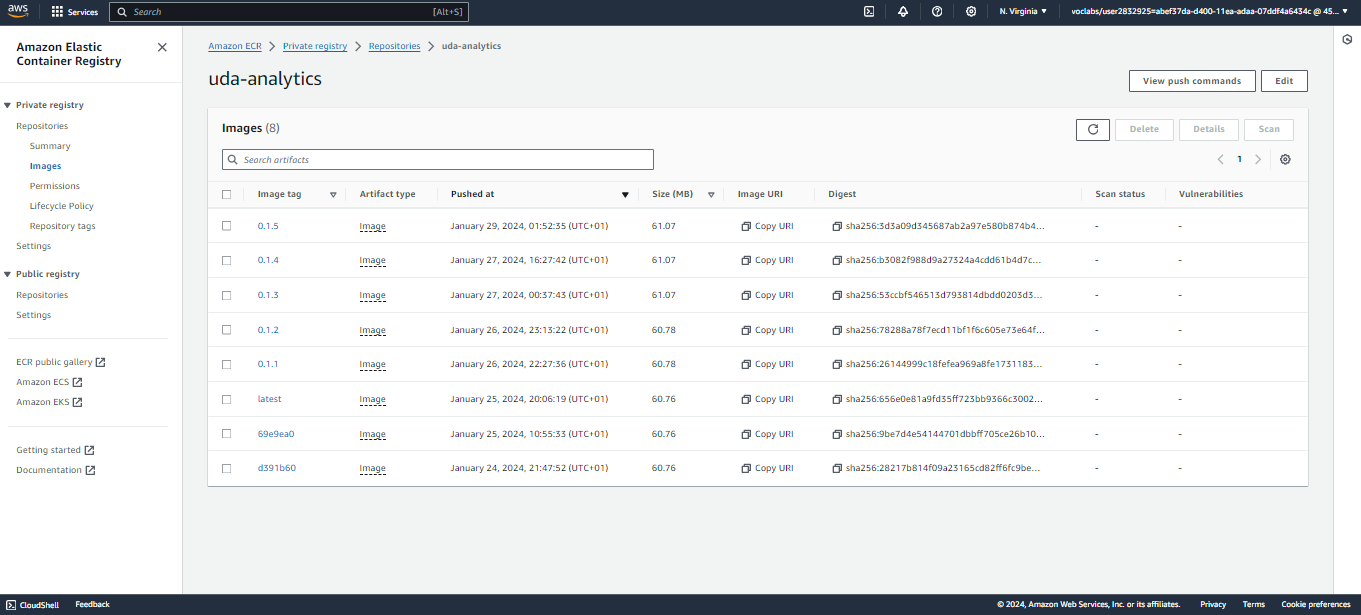 aws Services Search [Alt+S] N. Virginia voclabs/user2832925=abef37da-d400-11ea-adaa-07ddf4a6434c @ 45...
Amazon Elastic
Container Registry
Private registry
Repositories
Summary
Images
Permissions
Lifecycle Policy
Repository tags
Settings
Public registry
Repositories
Settings
ECR public gallery
Amazon ECS
Amazon EKS
Getting started
Documentation
Amazon ECR Private registry Repositories uda-analytics
uda-analytics
View push commands Edit
Images (8)
Delete Details Scan
Search artifacts
1
Image tag Artifact type Pushed at Size (MB) Image URI Digest Scan status Vulnerabilities
0.1.5 Image January 29, 2024, 01:52:35 (UTC+01) 61.07 Copy URI sha256:3d3a09d345687ab2a97e580b874b4... - -
0.1.4 Image January 27, 2024, 16:27:42 (UTC+01) 61.07 Copy URI sha256:b3082f988d9a27324a4cdd61b4d7c... - -
0.1.3 Image January 27, 2024, 00:37:43 (UTC+01) 61.07 Copy URI sha256:53ccbf546513d793814dbdd0203d3... - -
0.1.2 Image January 26, 2024, 23:13:22 (UTC+01) 60.78 Copy URI sha256:78288a78f7ecd11bf1f6c605e73e64f... - -
0.1.1 Image January 26, 2024, 22:27:36 (UTC+01) 60.78 Copy URI sha256:26144999c18fefea969a8fe1731183... - -
latest Image January 25, 2024, 20:06:19 (UTC+01) 60.76 Copy URI sha256:656e0e81a9fd35ff723bb9366c3002... - -
69e9ea0 Image January 25, 2024, 10:55:33 (UTC+01) 60.76 Copy URI sha256:9be7d4e54144701dbbff705ce26b10... - -
d391b60 Image January 24, 2024, 21:47:52 (UTC+01) 60.76 Copy URI sha256:28217b814f09a23165cd82ff6fc9be... - -
CloudShell Feedback © 2024, Amazon Web Services, Inc. or its affiliates. Privacy Terms Cookie preferences